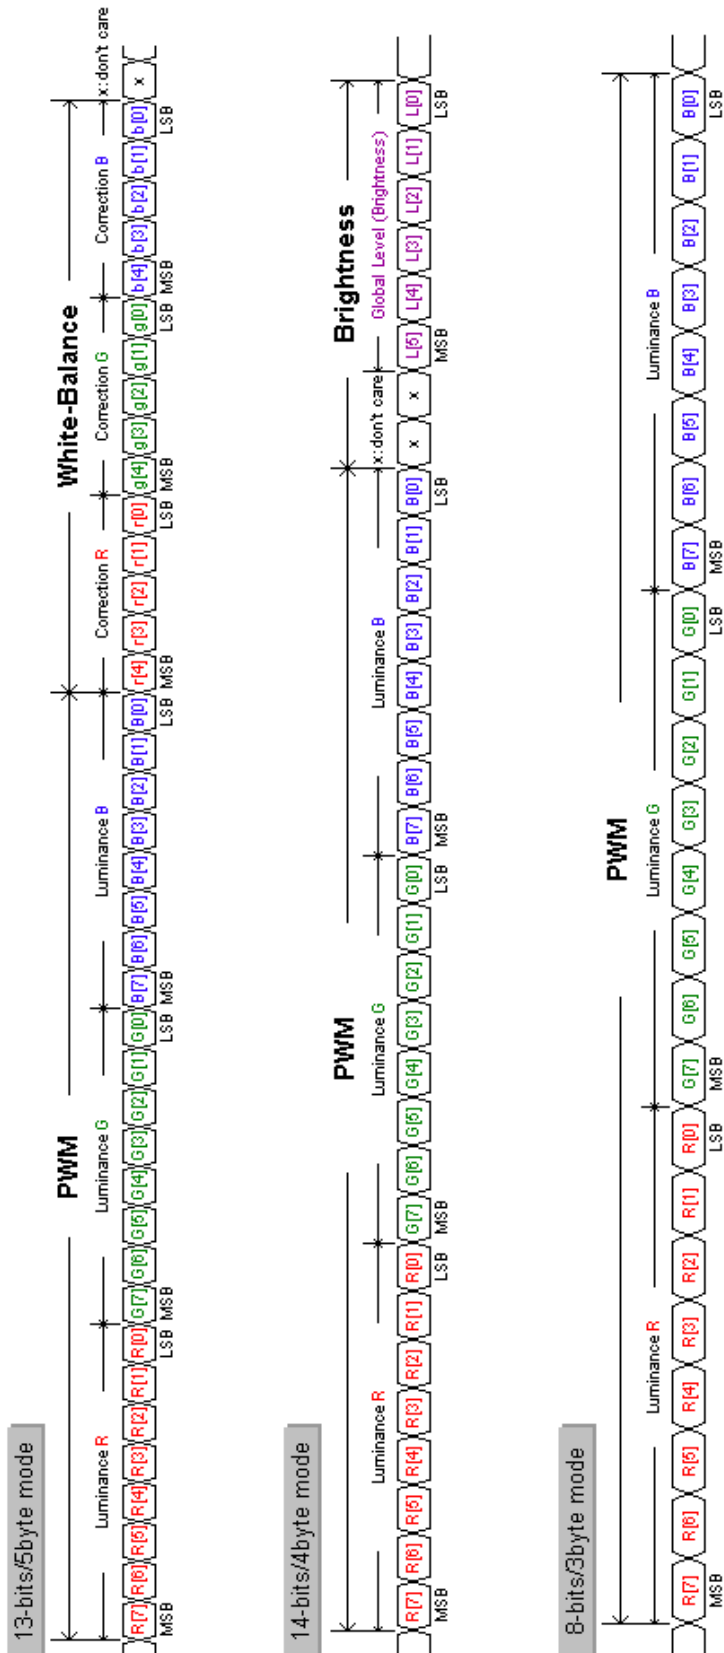 13-bits/5byte mode
PWM
White-Balance
Luminance R
Luminance G
Luminance B
Correction R
Correction G
Correction B
x:don't care
R[7] R[6] R[5] R[4] R[3] R[2] R[1] R[0] G[7] G[6] G[5] G[4] G[3] G[2] G[1] G[0] B[7] B[6] B[5] B[4] B[3] B[2] B[1] B[0] r[4] r[3] r[2] r[1] r[0] g[4] g[3] g[2] g[1] g[0] b[4] b[3] b[2] b[1] b[0] x
MSB LSB MSB LSB MSB LSB MSB LSB MSB LSB MSB LSB
14-bits/4byte mode
PWM
Brightness
Luminance R
Luminance G
Luminance B
x:don't care
Global Level (Brightness)
R[7] R[6] R[5] R[4] R[3] R[2] R[1] R[0] G[7] G[6] G[5] G[4] G[3] G[2] G[1] G[0] B[7] B[6] B[5] B[4] B[3] B[2] B[1] B[0] x x L[5] L[4] L[3] L[2] L[1] L[0]
MSB LSB MSB LSB MSB LSB MSB LSB
8-bits/3byte mode
PWM
Luminance R
Luminance G
Luminance B
R[7] R[6] R[5] R[4] R[3] R[2] R[1] R[0] G[7] G[6] G[5] G[4] G[3] G[2] G[1] G[0] B[7] B[6] B[5] B[4] B[3] B[2] B[1] B[0]
MSB LSB MSB LSB MSB LSB